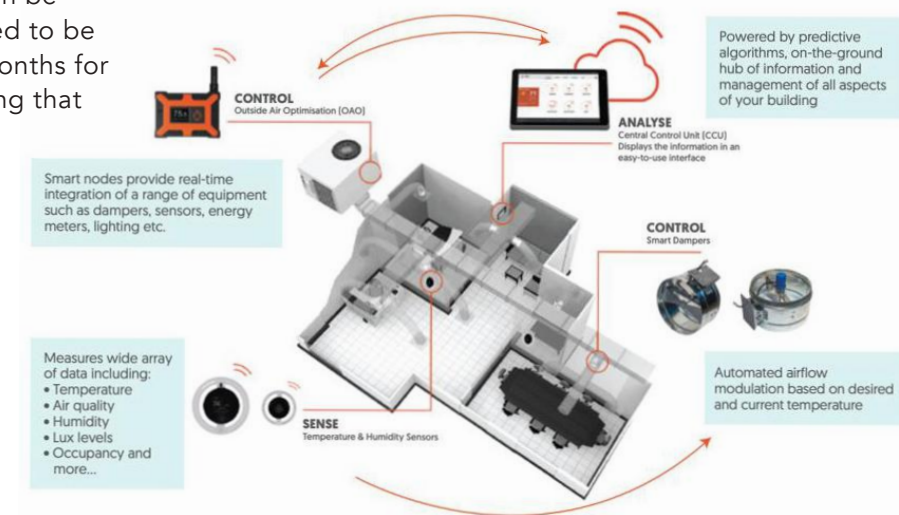 n be
ed to be
onths for
ng that
CONTROL
Outside Air Optimisation [OAO]
Smart nodes provide real-time
integration of a range of equipment
such as dampers, sensors, energy
meters, lighting etc.
ANALYSE
Central Control Unit [CCU]
Displays the information in an
easy-to-use interface
Powered by predictive
algorithms, on-the-ground
hub of information and
management of all aspects
of your building
CONTROL
Smart Dampers
Automated airflow
modulation based on desired
and current temperature
Measures wide array
of data including:
• Temperature
• Air quality
• Humidity
• Lux levels
• Occupancy and
more...
SENSE
Temperature & Humidity Sensors